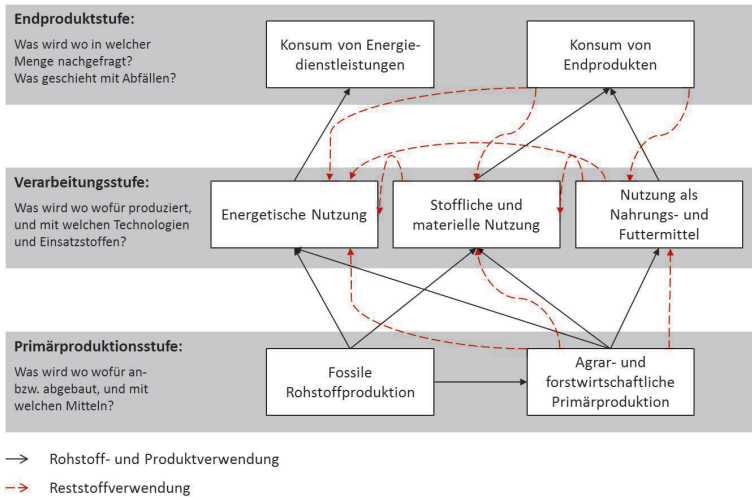 Endproduktstufe:
Was wird wo in welcher
Menge nachgefragt?
Was geschieht mit Abfällen?
Konsum von Energie-
dienstleistungen
Konsum von
Endprodukten
Verarbeitungsstufe:
Was wird wo wofür produziert,
und mit welchen Technologien
und Einsatzstoffen?
Energetische Nutzung
Stoffliche und
materielle Nutzung
Nutzung als
Nahrungs- und
Futtermittel
Primärproduktionsstufe:
Was wird wo wofür an-
bzw. abgebaut, und mit
welchen Mitteln?
Fossile
Rohstoffproduktion
Agrar- und
forstwirtschaftliche
Primärproduktion
Rohstoff- und Produktverwendung
Reststoffverwendung